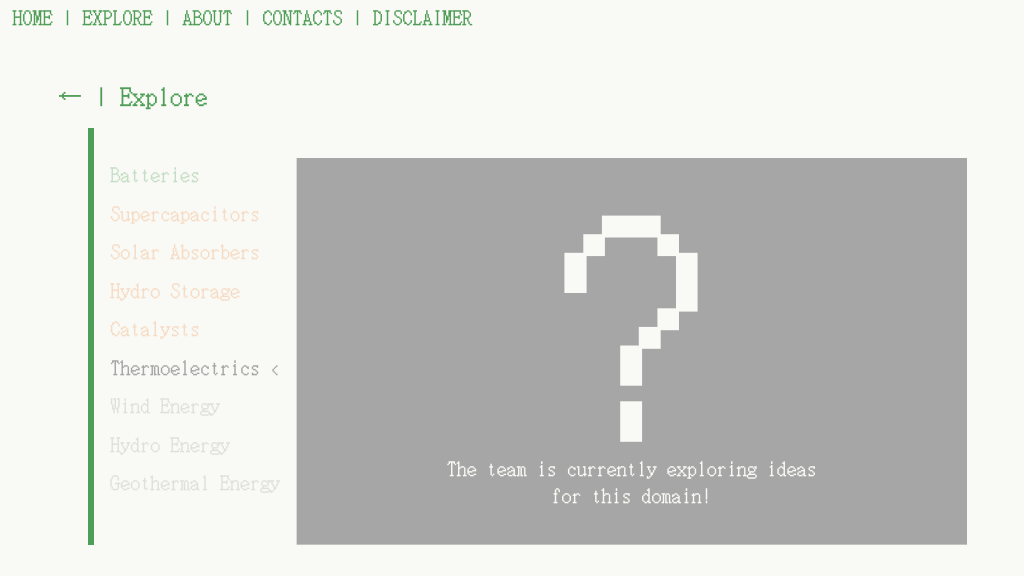 HOME | EXPLORE | ABOUT | CONTACTS | DISCLAIMER
← | Explore
Batteries
Supercapacitors
Solar Absorbers
Hydro Storage
Catalysts
Thermoelectrics <
Wind Energy
Hydro Energy
Geothermal Energy
?
The team is currently exploring ideas
for this domain!